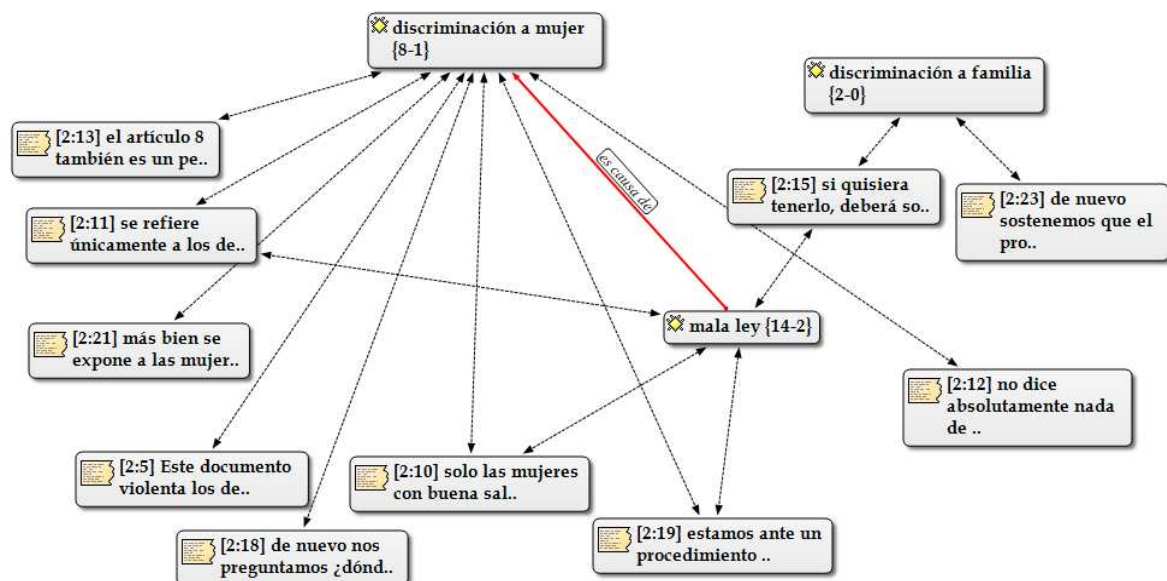 discriminación a mujer
{8-1}
discriminación a familia
{2-0}
[2:13] el artículo 8
también es un pe..
es causa de
[2:15] si quisiera
tenerlo, deberá so..
[2:23] de nuevo
sostenemos que el
pro..
[2:11] se refiere
únicamente a los de..
mala ley {14-2}
[2:21] más bien se
expone a las mujer..
[2:12] no dice
absolutamente nada
de ..
[2:5] Este documento
violenta los de..
[2:10] solo las mujeres
con buena sal..
[2:19] estamos ante un
procedimiento ..
[2:18] de nuevo nos
preguntamos ¿dónd..